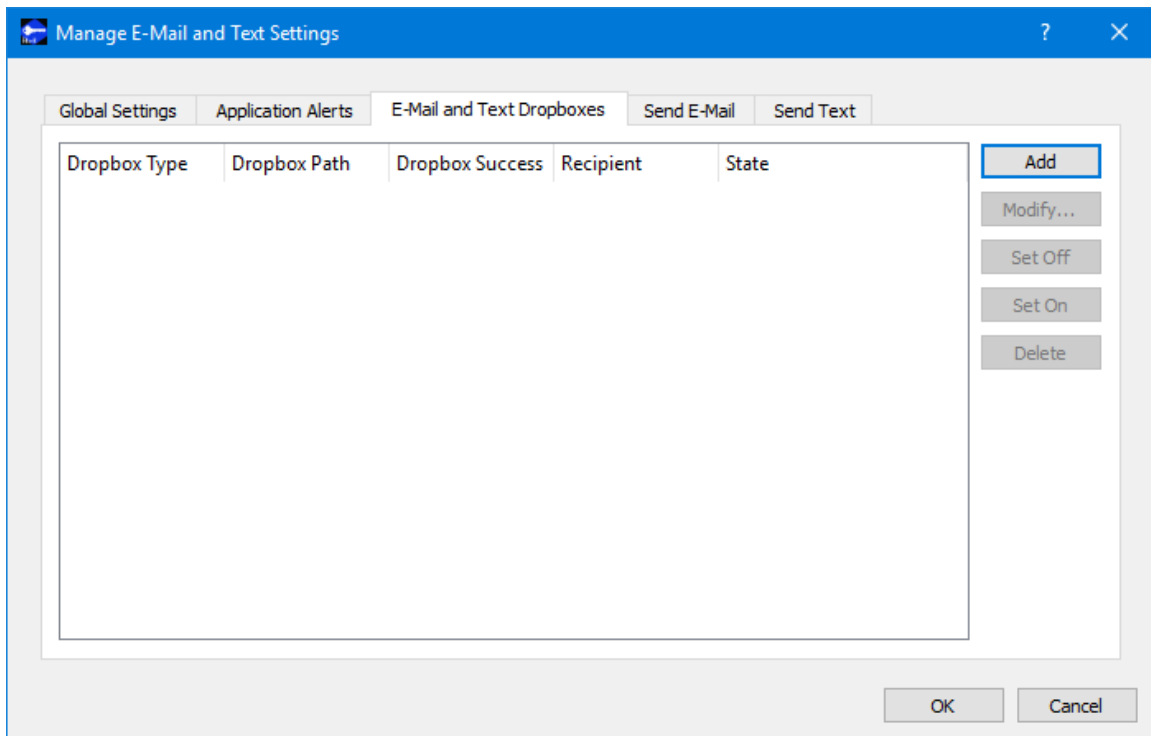 Manage E-Mail and Text Settings ?
Global Settings Application Alerts E-Mail and Text Dropboxes Send E-Mail Send Text
Dropbox Type Dropbox Path Dropbox Success Recipient State Add
Modify...
Set Off
Set On
Delete
OK Cancel